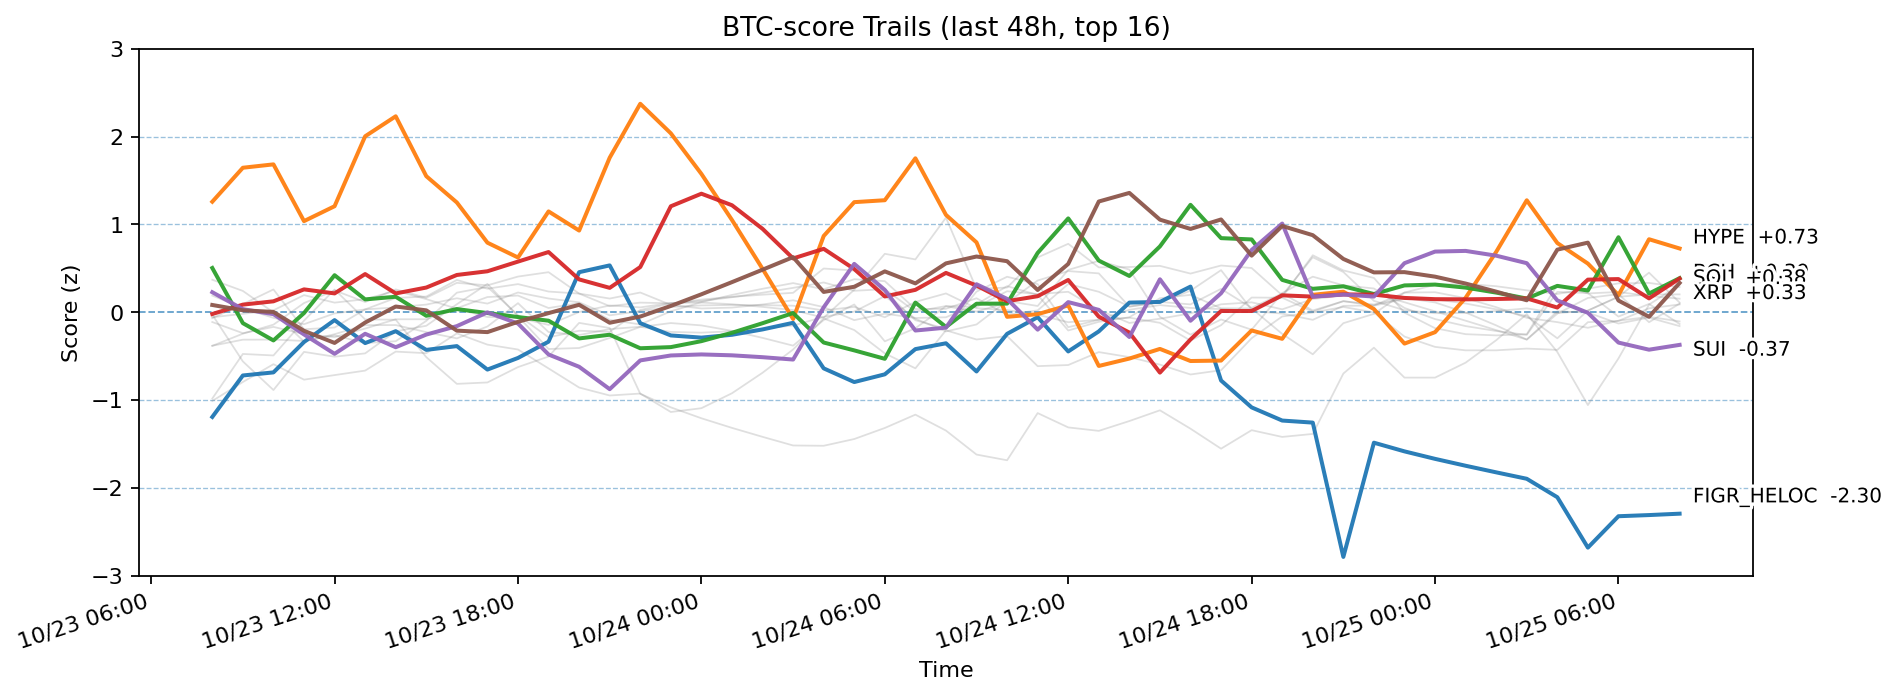 BTC-score Trails (last 48h, top 16)
Score (z)
3
2
1
0
−1
−2
−3
HYPE +0.73
SOL +0.38
XRP +0.33
SUI -0.37
FIGR_HELOC -2.30
10/23 06:00
10/23 12:00
10/23 18:00
10/24 00:00
10/24 06:00
10/24 12:00
10/24 18:00
10/25 00:00
10/25 06:00
Time